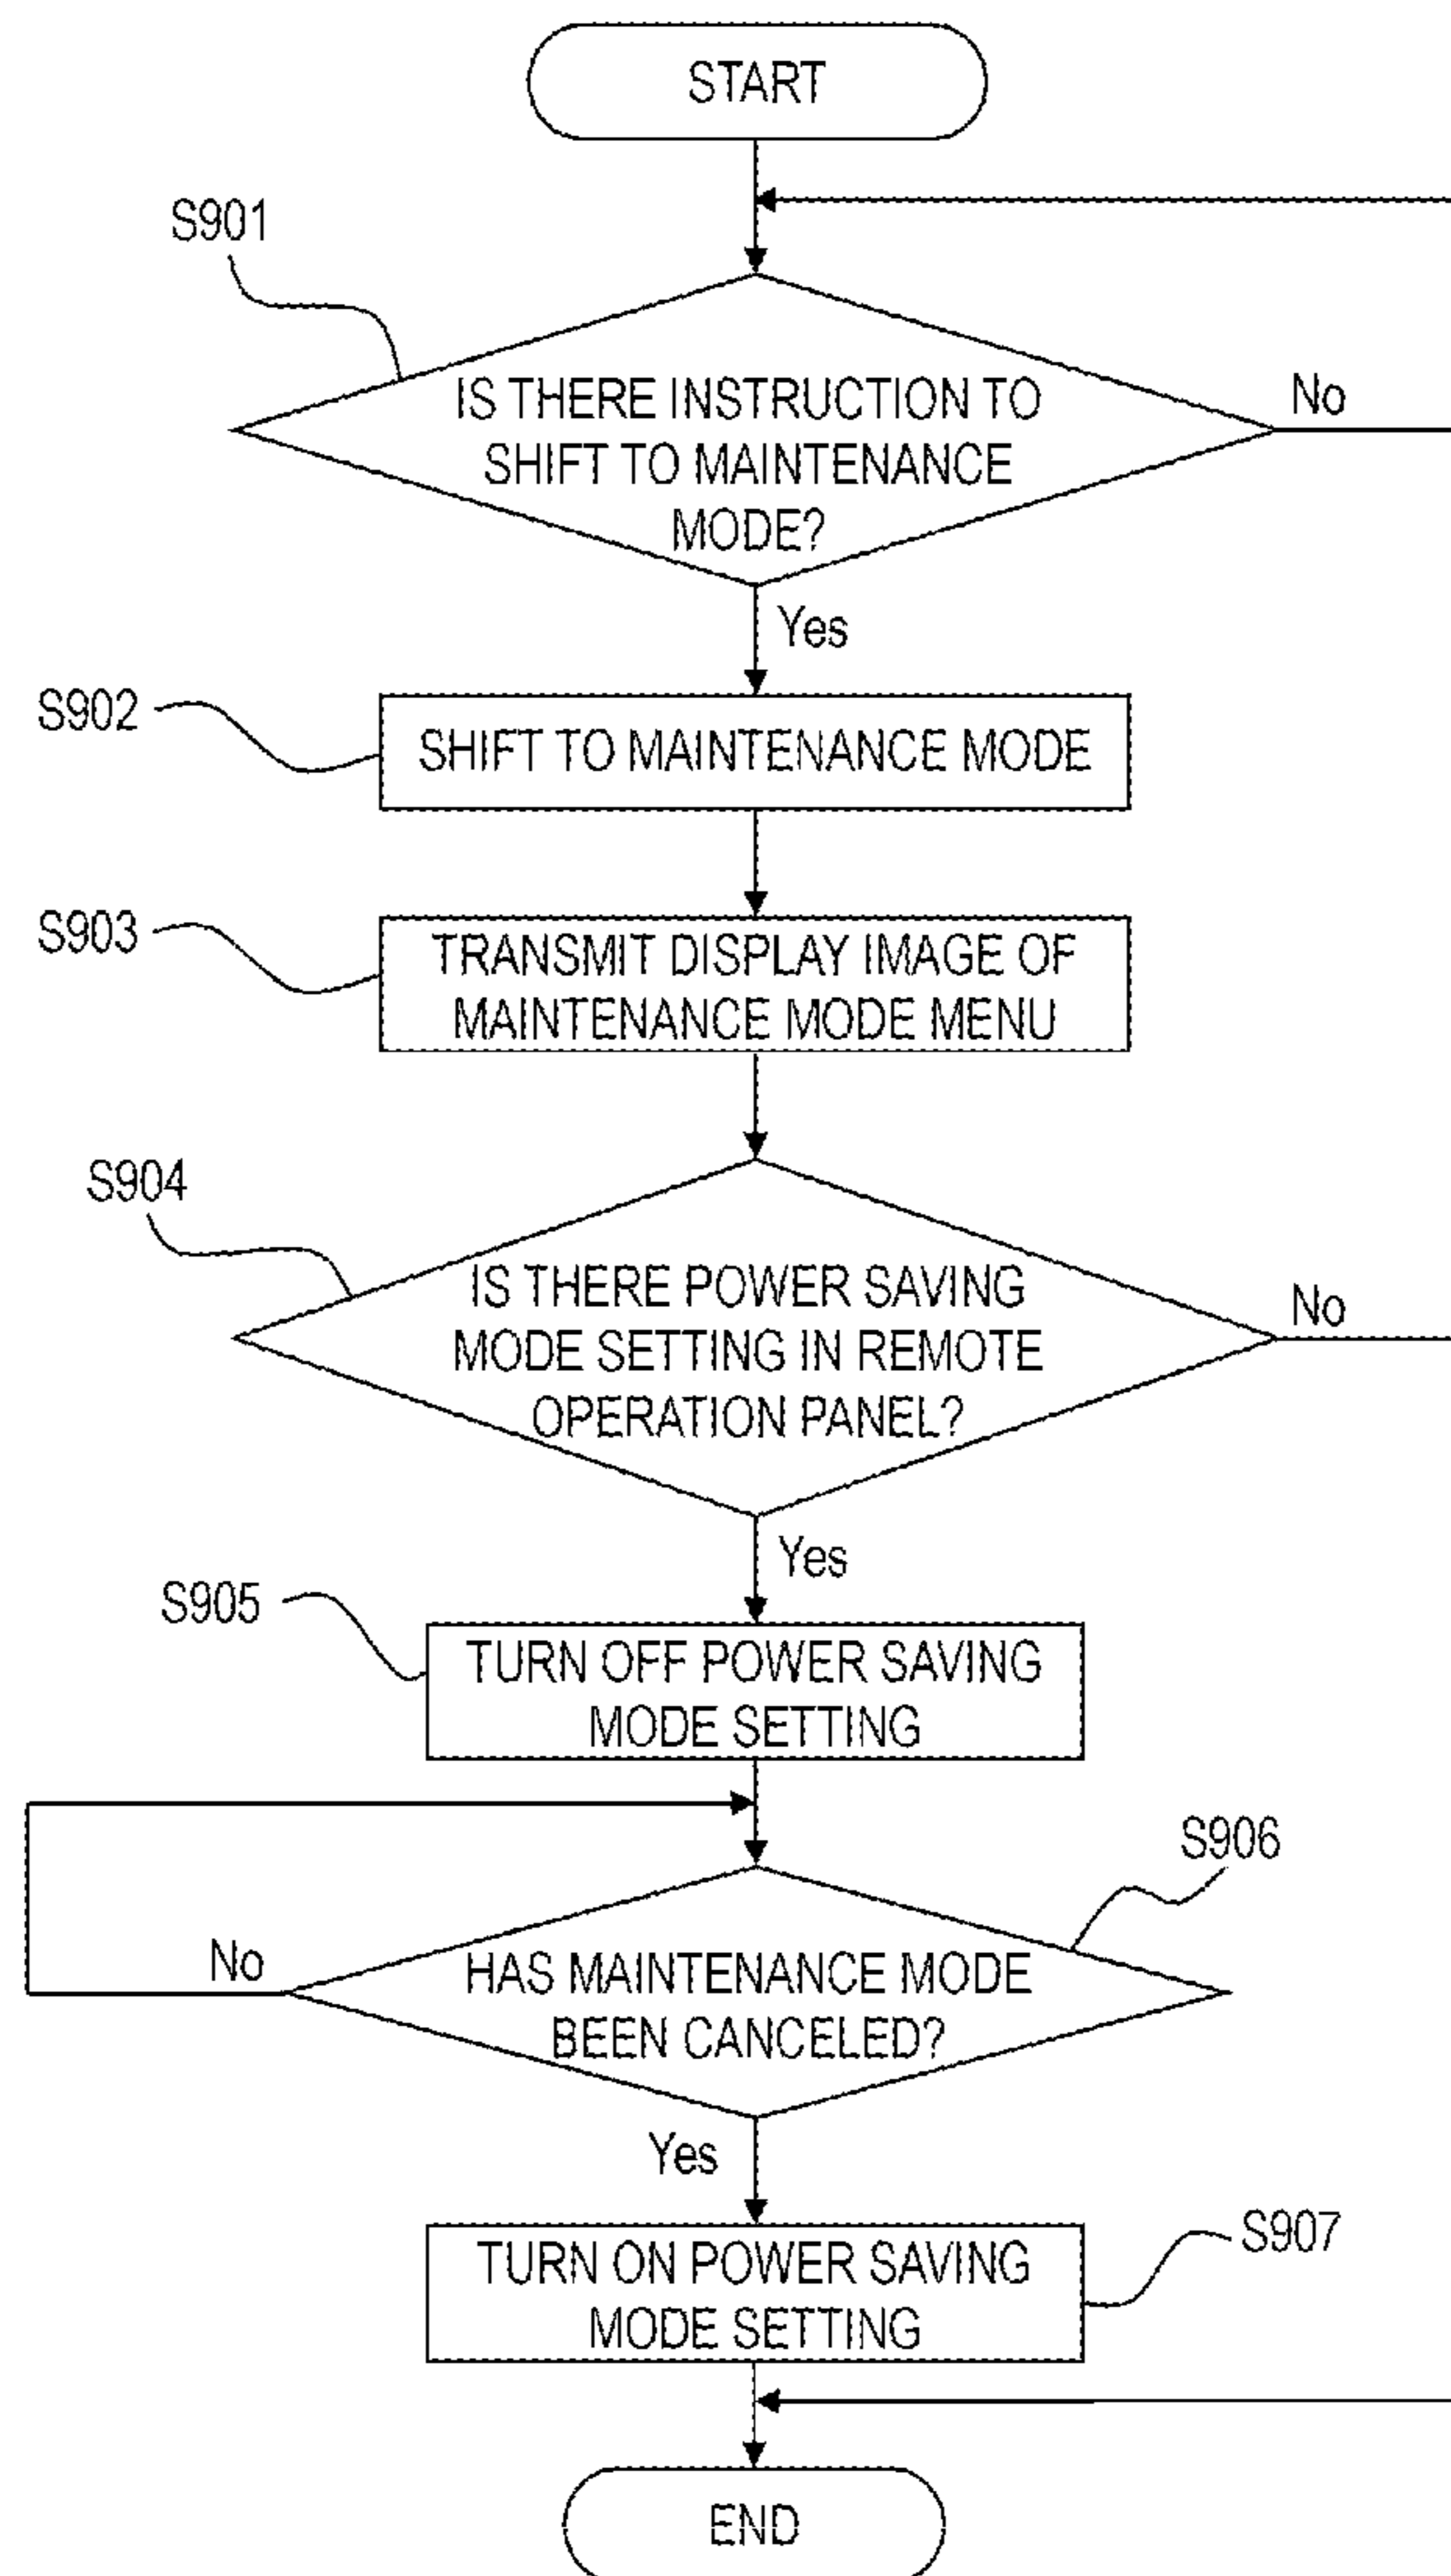 START
S901
IS THERE INSTRUCTION TO
SHIFT TO MAINTENANCE
MODE?
No
Yes
S902
SHIFT TO MAINTENANCE MODE
S903
TRANSMIT DISPLAY IMAGE OF
MAINTENANCE MODE MENU
S904
IS THERE POWER SAVING
MODE SETTING IN REMOTE
OPERATION PANEL?
No
Yes
S905
TURN OFF POWER SAVING
MODE SETTING
S906
No
HAS MAINTENANCE MODE
BEEN CANCELED?
Yes
S907
TURN ON POWER SAVING
MODE SETTING
END